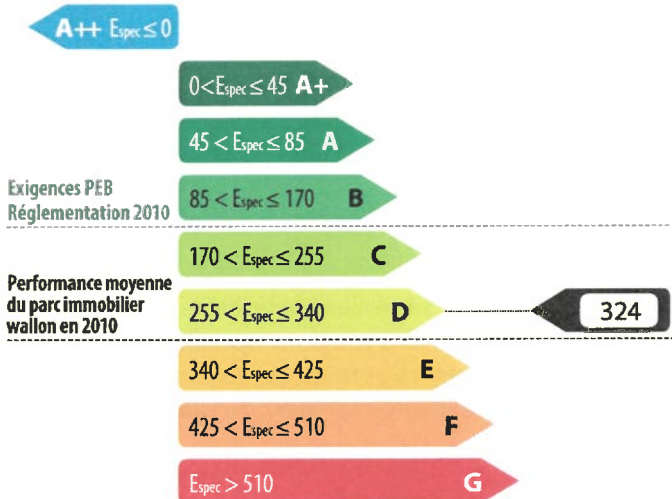 A++ Espec ≤ 0
0 < Espec ≤ 45 A+
45 < Espec ≤ 85 A
Exigences PEB
Réglementation 2010
85 < Espec ≤ 170 B
170 < Espec ≤ 255 C
Performance moyenne
du parc immobilier
wallon en 2010
255 < Espec ≤ 340 D
324
340 < Espec ≤ 425 E
425 < Espec ≤ 510 F
Espec > 510 G